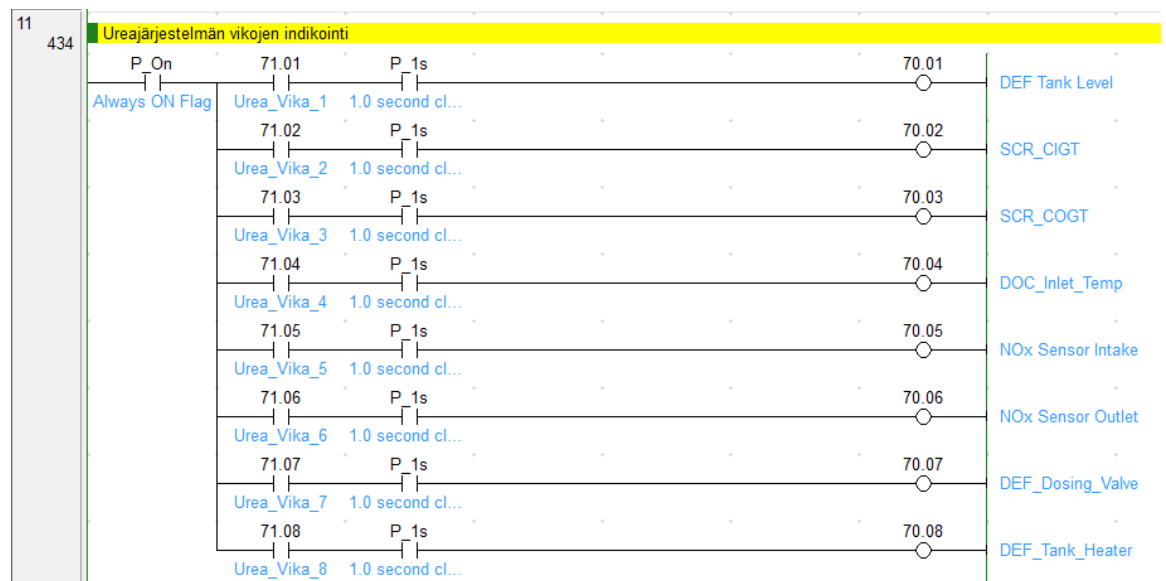 11
434
Ureajärjestelmän vikojen indikointi
P_On 71.01 P_1s 70.01
Always ON Flag Urea_Vika_1 1.0 second cl... DEF Tank Level
71.02 P_1s 70.02
Urea_Vika_2 1.0 second cl... SCR_CIGT
71.03 P_1s 70.03
Urea_Vika_3 1.0 second cl... SCR_COGT
71.04 P_1s 70.04
Urea_Vika_4 1.0 second cl... DOC_Inlet_Temp
71.05 P_1s 70.05
Urea_Vika_5 1.0 second cl... NOx Sensor Intake
71.06 P_1s 70.06
Urea_Vika_6 1.0 second cl... NOx Sensor Outlet
71.07 P_1s 70.07
Urea_Vika_7 1.0 second cl... DEF_Dosing_Valve
71.08 P_1s 70.08
Urea_Vika_8 1.0 second cl... DEF_Tank_Heater